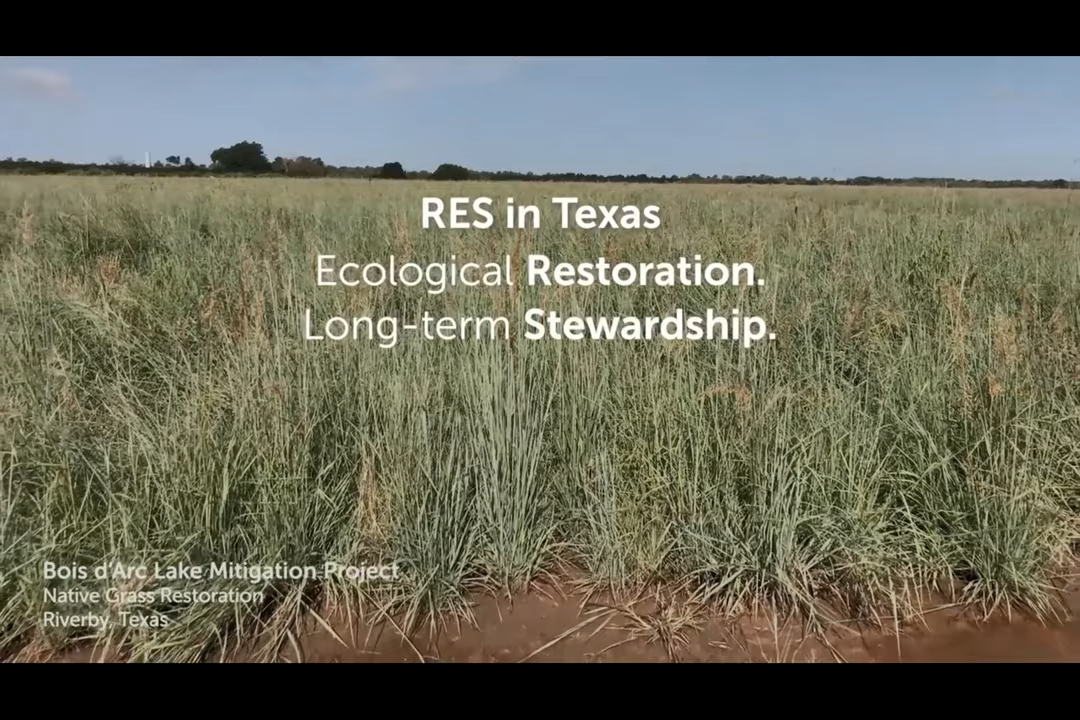 RES in Texas
Ecological Restoration.
Long-term Stewardship.
Bois d'Arc Lake Mitigation Project
Native Grass Restoration
Riverby, Texas